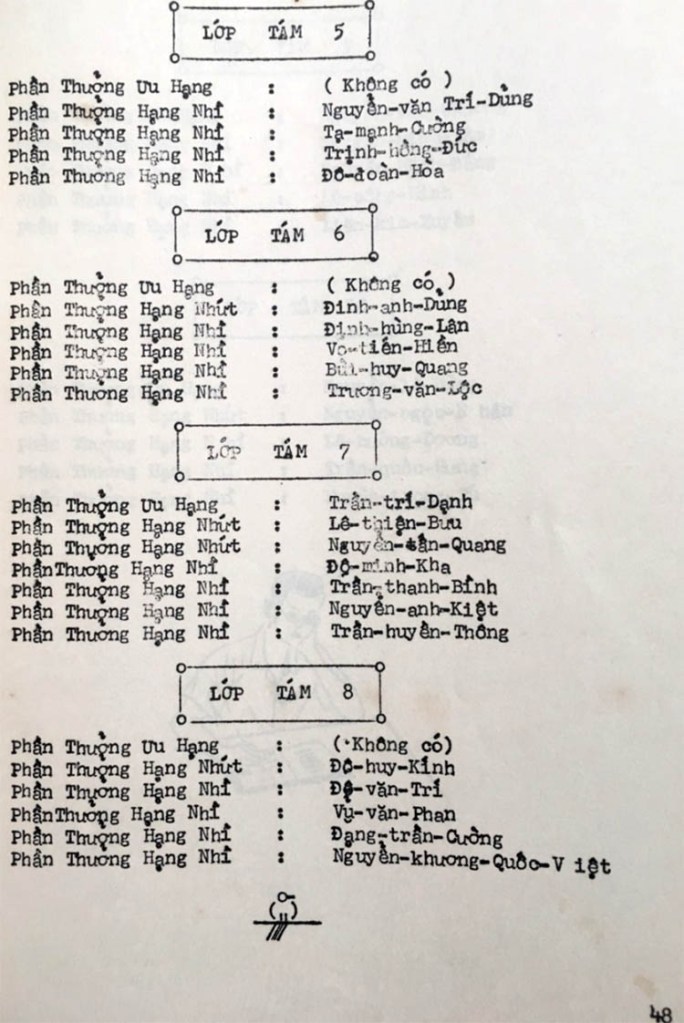 LỚP TÁM 5
Phần Thưởng Ưu Hạng : ( Không có )
Phần Thưởng Hạng Nhì : Nguyễn-văn Trí-Dũng
Phần Thưởng Hạng Nhì : Tạ-mạnh-Cường
Phần Thưởng Hạng Nhì : Trịnh-hồng-Đức
Phần Thưởng Hạng Nhì : Đỗ-đoàn-Hòa
LỚP TÁM 6
Phần Thưởng Ưu Hạng : ( Không có )
Phần Thưởng Hạng Nhứt : Đinh-anh-Dũng
Phần Thưởng Hạng Nhì : Định-hùng-Lân
Phần Thưởng Hạng Nhì : Võ-tiến-Hiền
Phần Thưởng Hạng Nhì : Bùi-huy-Quang
Phần Thưởng Hạng Nhì : Trương-văn-Lộc
LỚP TÁM 7
Phần Thưởng Ưu Hạng : Trần-trí-Danh
Phần Thưởng Hạng Nhứt : Lê-thiện-Bửu
Phần Thưởng Hạng Nhứt : Nguyễn-tấn-Quang
PhầnThưởng Hạng Nhì : Đỗ-minh-Kha
Phần Thưởng Hạng Nhì : Trần-thanh-Bình
Phần Thưởng Hạng Nhì : Nguyễn-anh-Kiệt
Phần Thưởng Hạng Nhì : Trần-huyền-Thông
LỚP TÁM 8
Phần Thưởng Ưu Hạng : ( Không có)
Phần Thưởng Hạng Nhứt : Đỗ-huy-Kính
Phần Thưởng Hạng Nhì : Đỗ-văn-Trí
PhầnThưởng Hạng Nhì : Vũ-văn-Phan
Phần Thưởng Hạng Nhì : Đặng-trần-Cường
Phần Thưởng Hạng Nhì : Nguyễn-khương-Quốc-V iệt
48